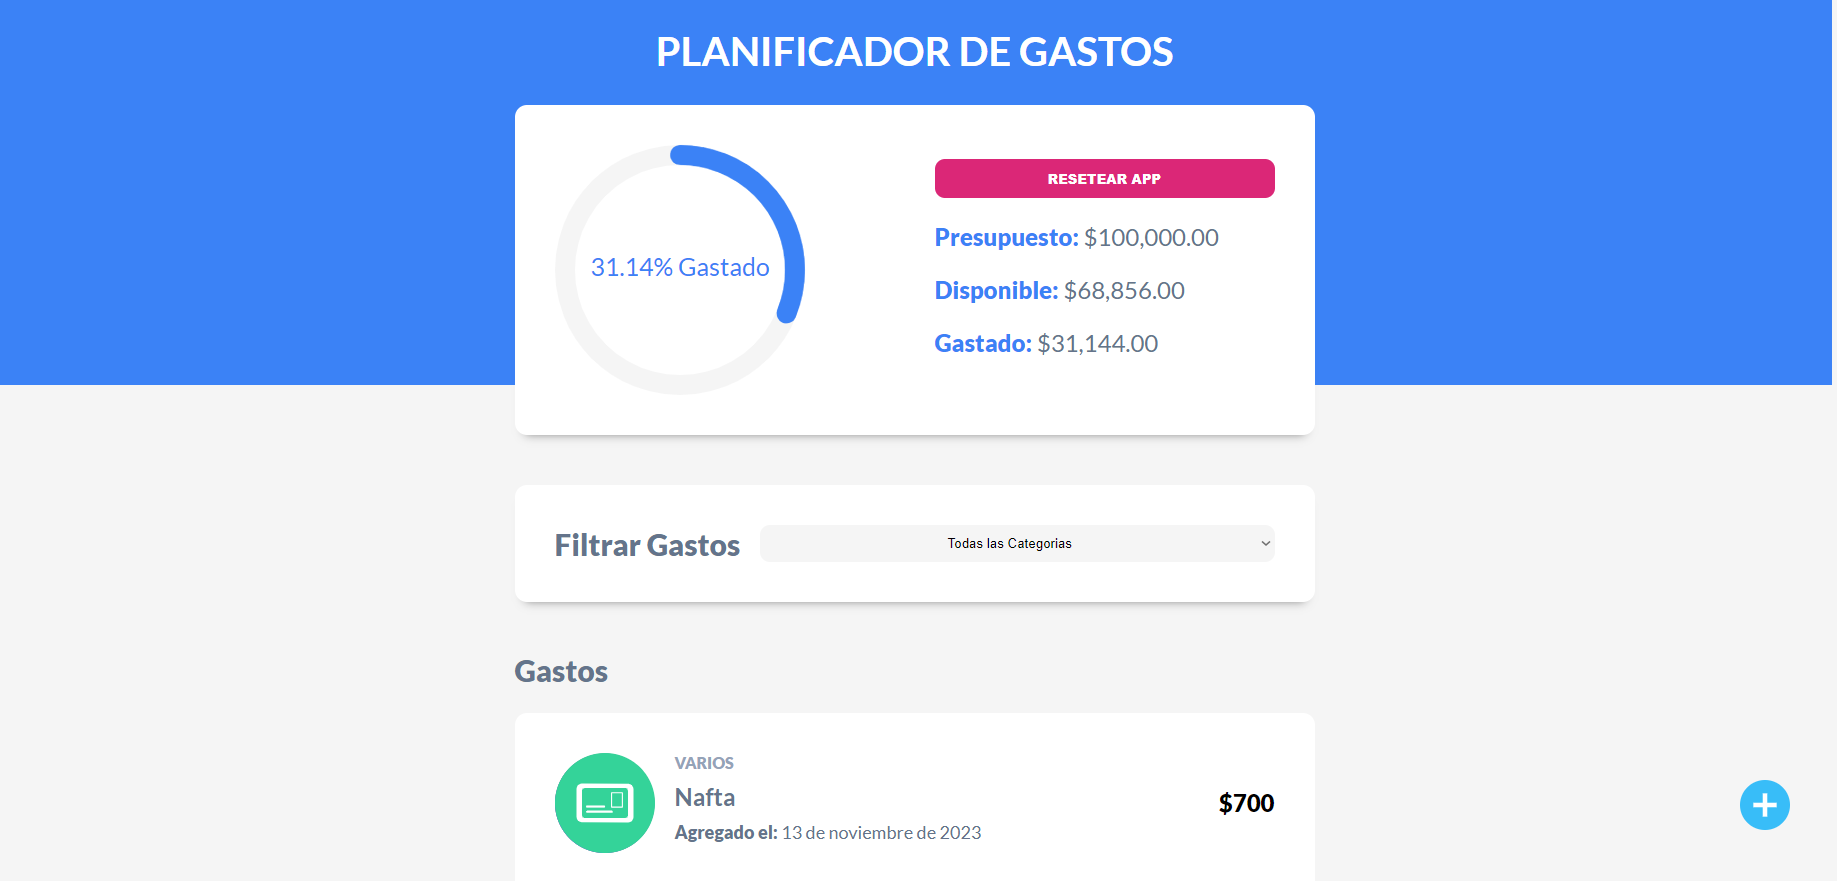 PLANIFICADOR DE GASTOS
31.14% Gastado
RESETEAR APP
Presupuesto: $100,000.00
Disponible: $68,856.00
Gastado: $31,144.00
Filtrar Gastos
Todas las Categorias
Gastos
VARIOS
Nafta
Agregado el: 13 de noviembre de 2023
$700